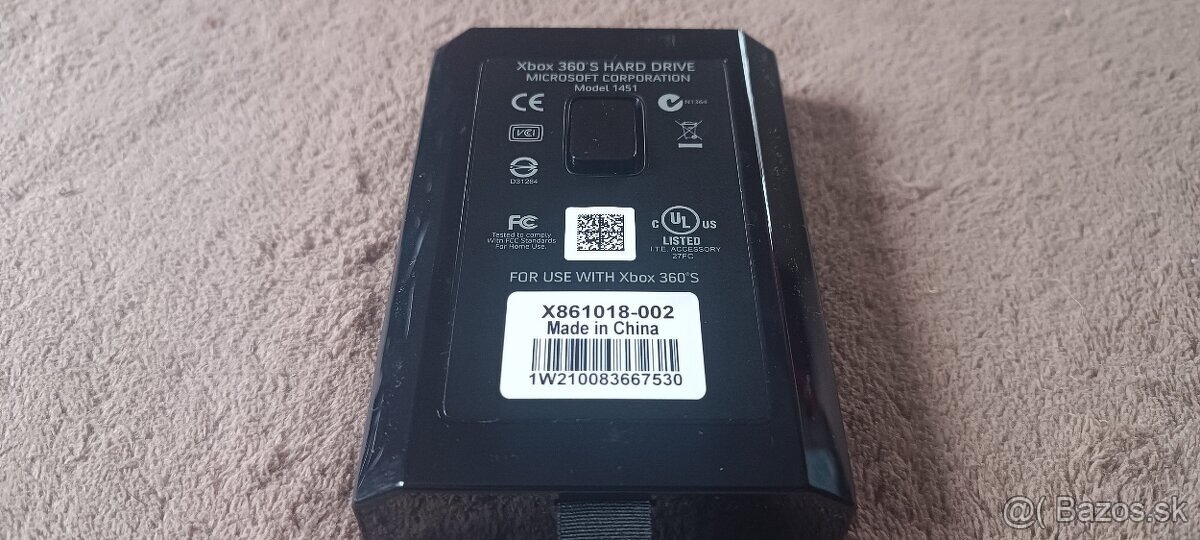 Xbox 360°S HARD DRIVE
MICROSOFT CORPORATION
Model 1451
CE
N1364
VCI
D31284
FC
Tested to comply
With FCC Standards
For Home Use.
C UL US
LISTED
I.T.E. ACCESSORY
27FC
FOR USE WITH Xbox 360°S
X861018-002
Made in China
1W210083667530
@( Bazos.sk